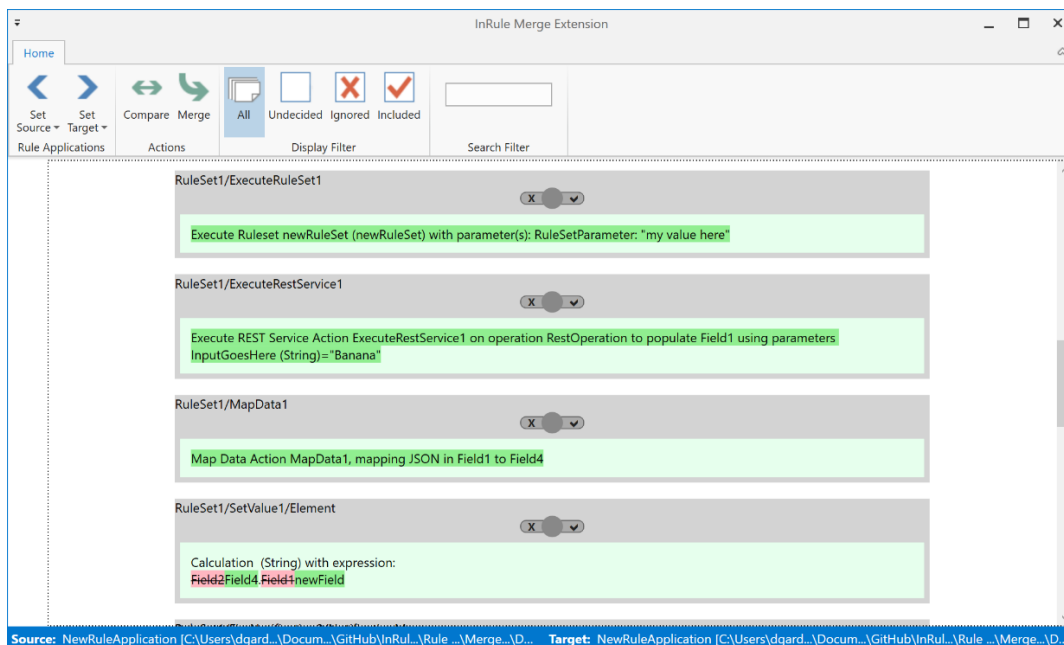 InRule Merge Extension
Home
Set Source
Set Target
Compare
Merge
All
Undecided
Ignored
Included
Rule Applications
Actions
Display Filter
Search Filter
RuleSet1/ExecuteRuleSet1
X
Execute Ruleset newRuleSet (newRuleSet) with parameter(s): RuleSetParameter: "my value here"
RuleSet1/ExecuteRestService1
X
Execute REST Service Action ExecuteRestService1 on operation RestOperation to populate Field1 using parameters
InputGoesHere (String)="Banana"
RuleSet1/MapData1
X
Map Data Action MapData1, mapping JSON in Field1 to Field4
RuleSet1/SetValue1/Element
X
Calculation (String) with expression:
Field2Field4.Field1newField
Source: NewRuleApplication [C:\Users\dgard...\Docum...\GitHub\InRul...\Rule ...\Merge...\D... Target: NewRuleApplication [C:\Users\dgard...\Docum...\GitHub\InRul...\Rule ...\Merge...\D...